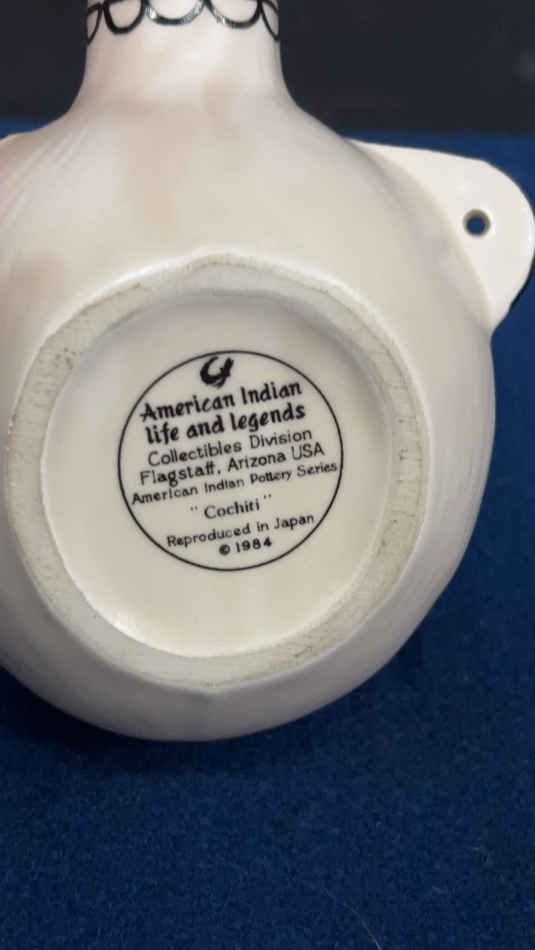 American Indian
life and legends
Collectibles Division
Flagstaff, Arizona USA
American Indian Pottery Series
"Cochiti"
Reproduced in Japan
© 1984